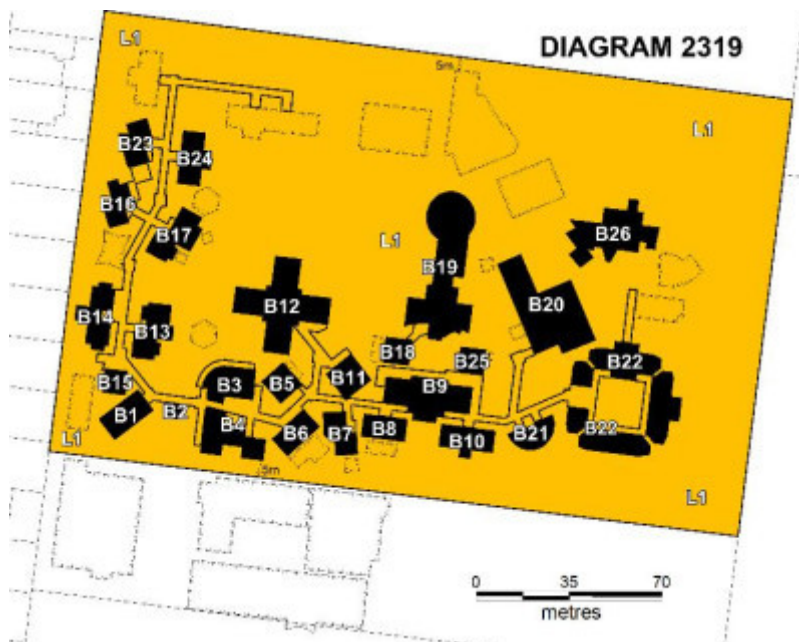 L1
DIAGRAM 2319
5m
L1
B23
B24
B16
B17
L1
B26
B19
B14
B13
B12
B20
B18
B25
B22
B15
B3
B5
B11
B9
B1
B2
B4
B6
B7
B8
B10
B21
B22
L1
5m
L1
0 35 70
metres